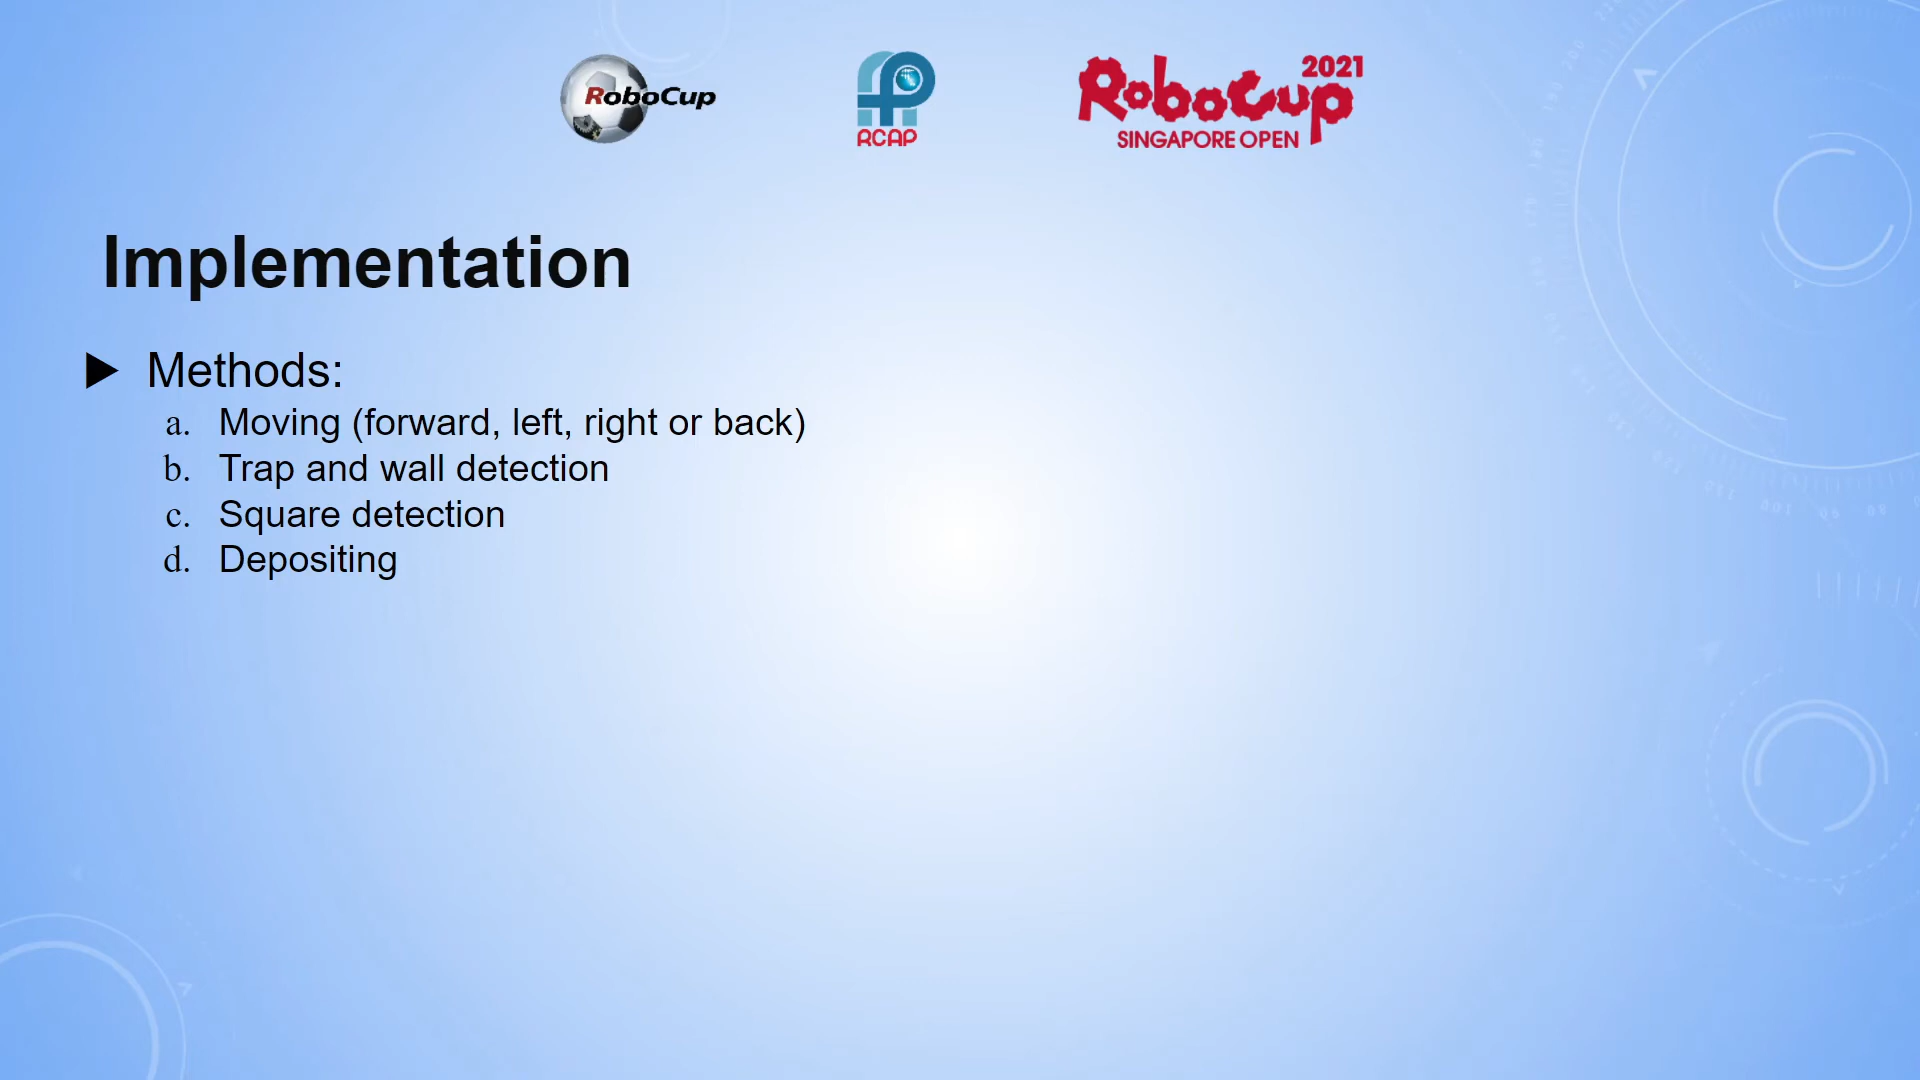 RoboCup
RCAP
2021
RoboCup
SINGAPORE OPEN
Implementation
Methods:
a. Moving (forward, left, right or back)
b. Trap and wall detection
c. Square detection
d. Depositing